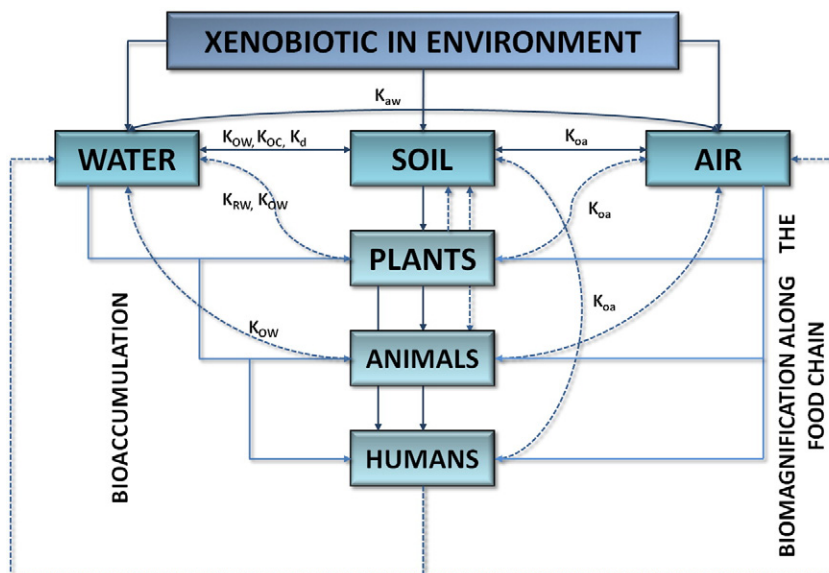 XENOBIOTIC IN ENVIRONMENT
Kaw
WATER
KOW, KOC, Kd
SOIL
Koa
AIR
KRW, KOW
Koa
PLANTS
Koa
KOW
ANIMALS
HUMANS
BIOACCUMULATION
BIOMAGNIFICATION ALONG THE
FOOD CHAIN